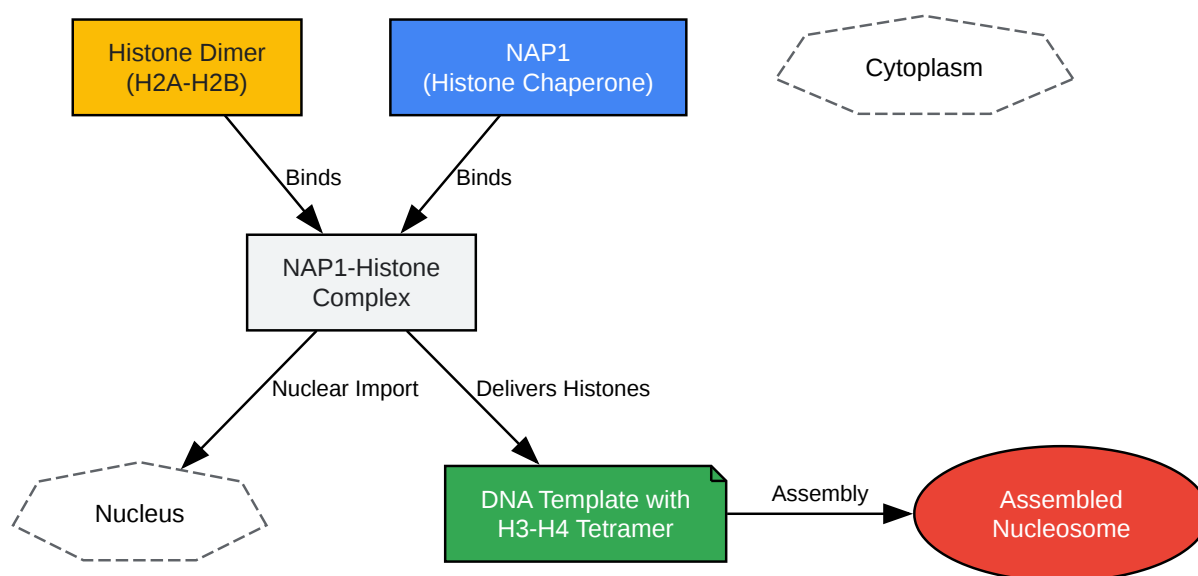 Histone Dimer
(H2A-H2B)
NAP1
(Histone Chaperone)
Cytoplasm
Binds
Binds
NAP1-Histone
Complex
Nuclear Import
Delivers Histones
Nucleus
DNA Template with
H3-H4 Tetramer
Assembly
Assembled
Nucleosome